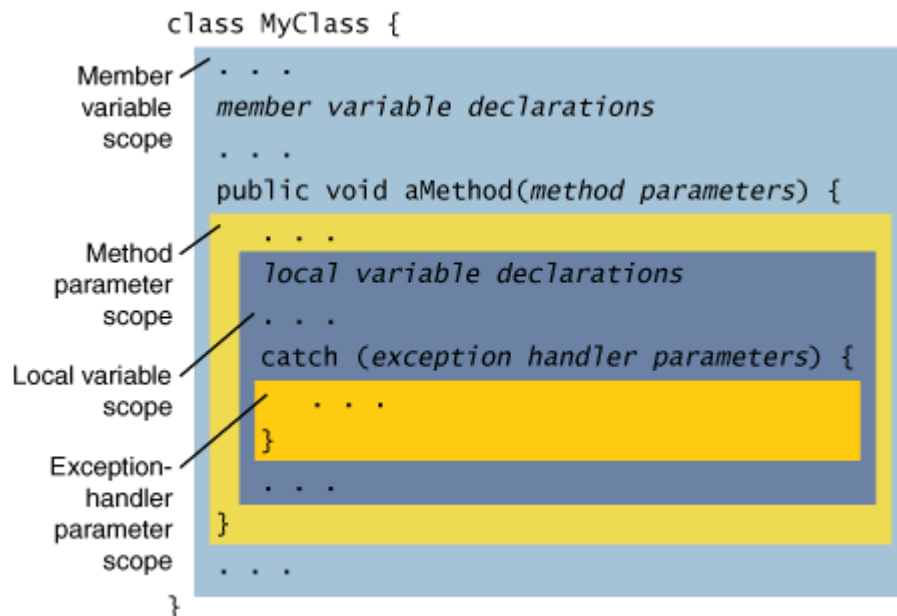 class MyClass {
Member variable scope
. . .
member variable declarations
. . .
public void aMethod(method parameters) {
Method parameter scope
. . .
local variable declarations
Local variable scope
. . .
catch (exception handler parameters) {
Exception-handler parameter scope
. . .
}
. . .
}
. . .
}